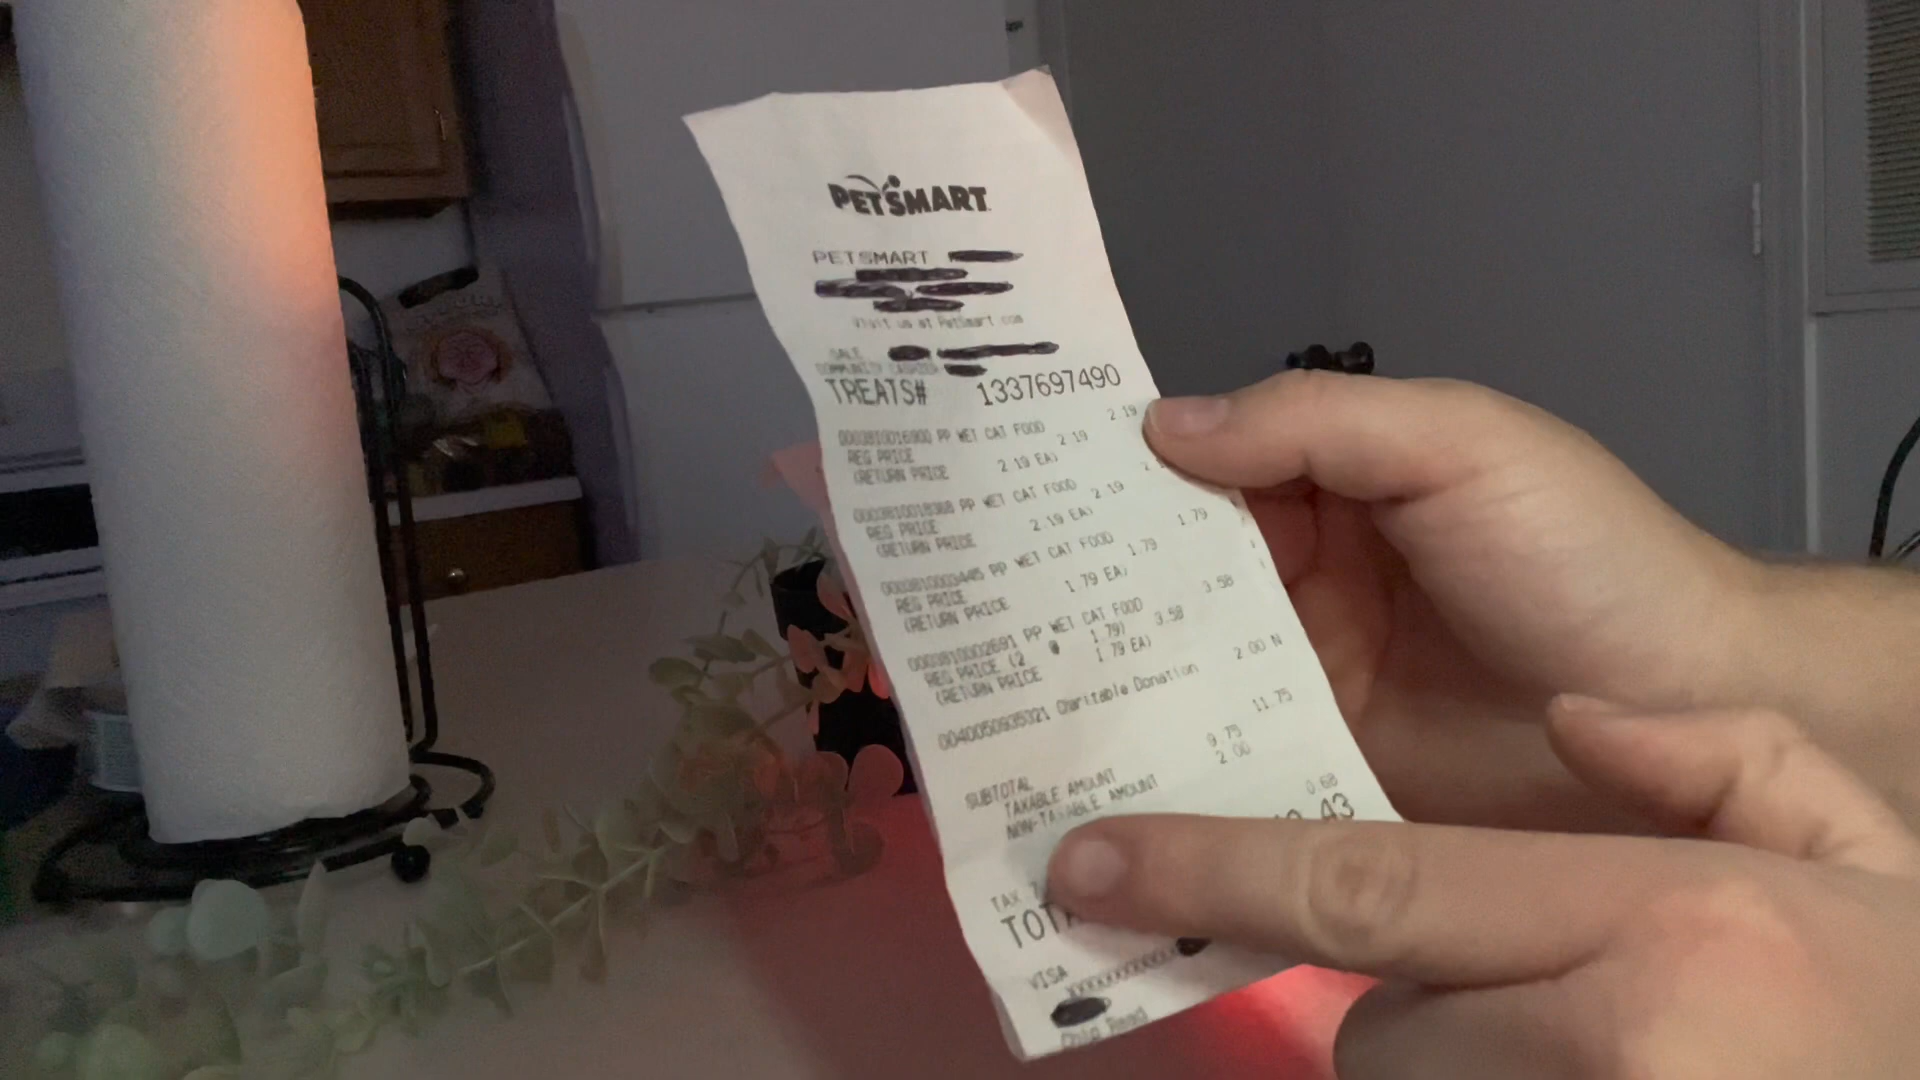 PETSMART
PETSMART
Visit us at PetSmart.com
SALE
COMMUNITY CASHIER
TREATS# 1337697490
PP WET CAT FOOD 2.19
REG PRICE 2.19
(RETURN PRICE 2.19 EA)
PP WET CAT FOOD
REG PRICE 2.19
(RETURN PRICE 2.19 EA)
PP WET CAT FOOD 1.79
REG PRICE 1.79
(RETURN PRICE 1.79 EA)
PP WET CAT FOOD 3.58
REG PRICE (2 @ 1.79) 3.58
(RETURN PRICE 1.79 EA)
Charitable Donation 2.00 N
SUBTOTAL 11.75
TAXABLE AMOUNT 9.75
NON-TAXABLE AMOUNT 2.00
TAX 0.68
VISA
Chip Read